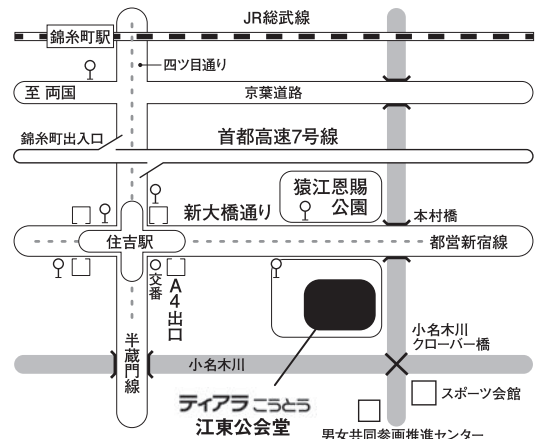 JR総武線
錦糸町駅
四ツ目通り
至 両国
京葉道路
錦糸町出入口
首都高速7号線
猿江恩賜
公園
新大橋通り
本村橋
住吉駅
都営新宿線
交番
A4出口
半蔵門線
小名木川
小名木川
クローバー橋
ティアラこうとう
江東公会堂
スポーツ会館
男女共同参画推進センター